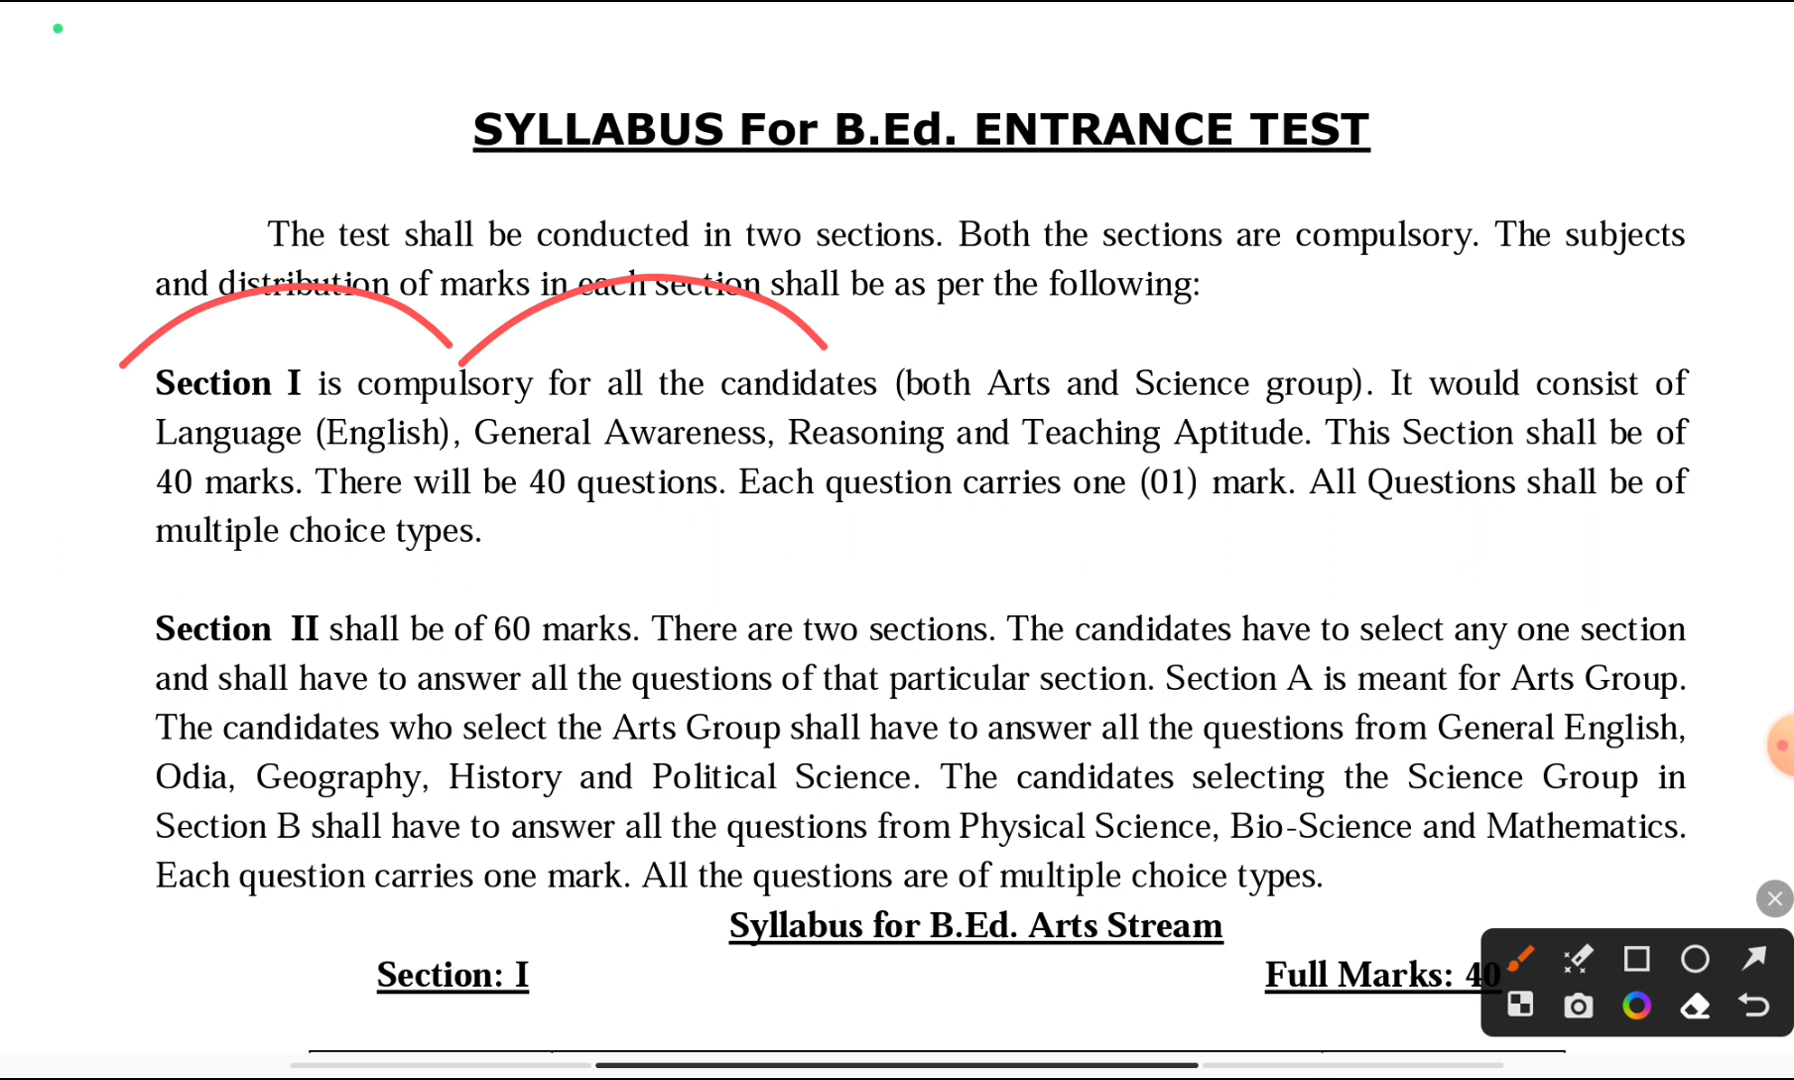 SYLLABUS For B.Ed. ENTRANCE TEST
The test shall be conducted in two sections. Both the sections are compulsory. The subjects
and distribution of marks in each section shall be as per the following:
Section I is compulsory for all the candidates (both Arts and Science group). It would consist of
Language (English), General Awareness, Reasoning and Teaching Aptitude. This Section shall be of
40 marks. There will be 40 questions. Each question carries one (01) mark. All Questions shall be of
multiple choice types.
Section II shall be of 60 marks. There are two sections. The candidates have to select any one section
and shall have to answer all the questions of that particular section. Section A is meant for Arts Group.
The candidates who select the Arts Group shall have to answer all the questions from General English,
Odia, Geography, History and Political Science. The candidates selecting the Science Group in
Section B shall have to answer all the questions from Physical Science, Bio-Science and Mathematics.
Each question carries one mark. All the questions are of multiple choice types.
Syllabus for B.Ed. Arts Stream
Section: I Full Marks: 40